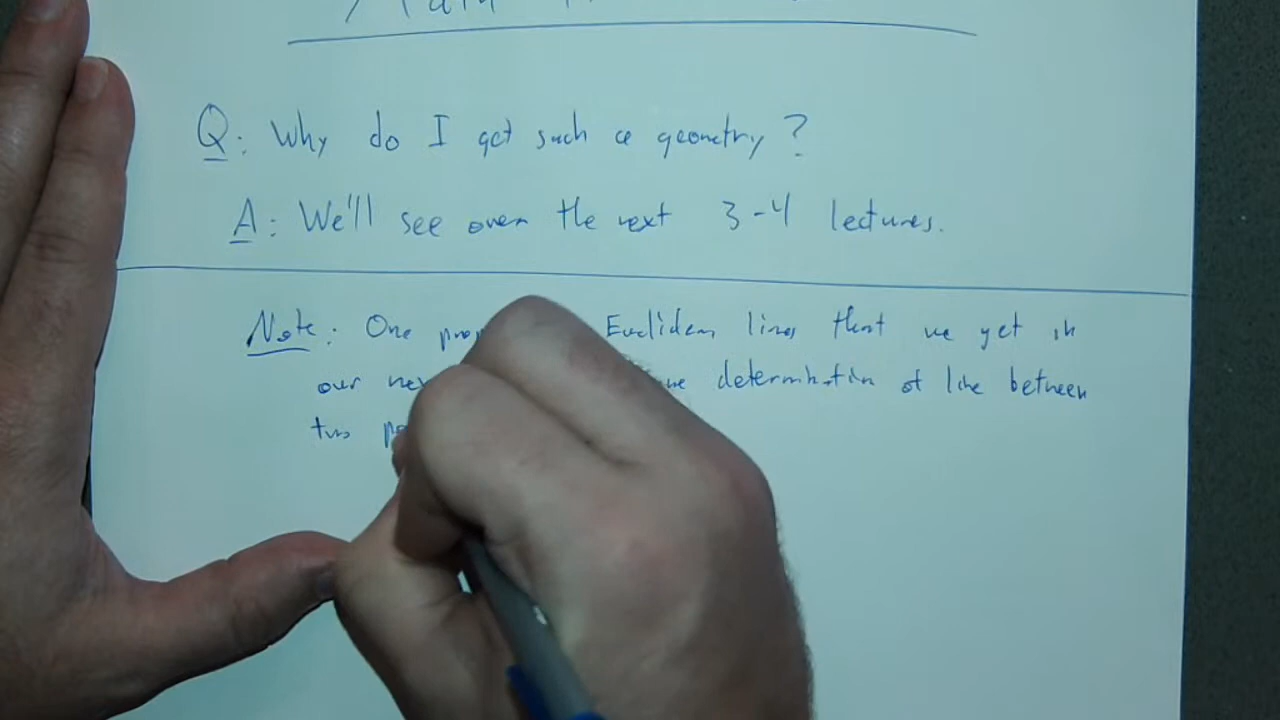 Q: Why do I get such a geometry?
A: We'll see over the next 3-4 lectures.
Note: One Euclidean lines that we get in
our determination of line between
two